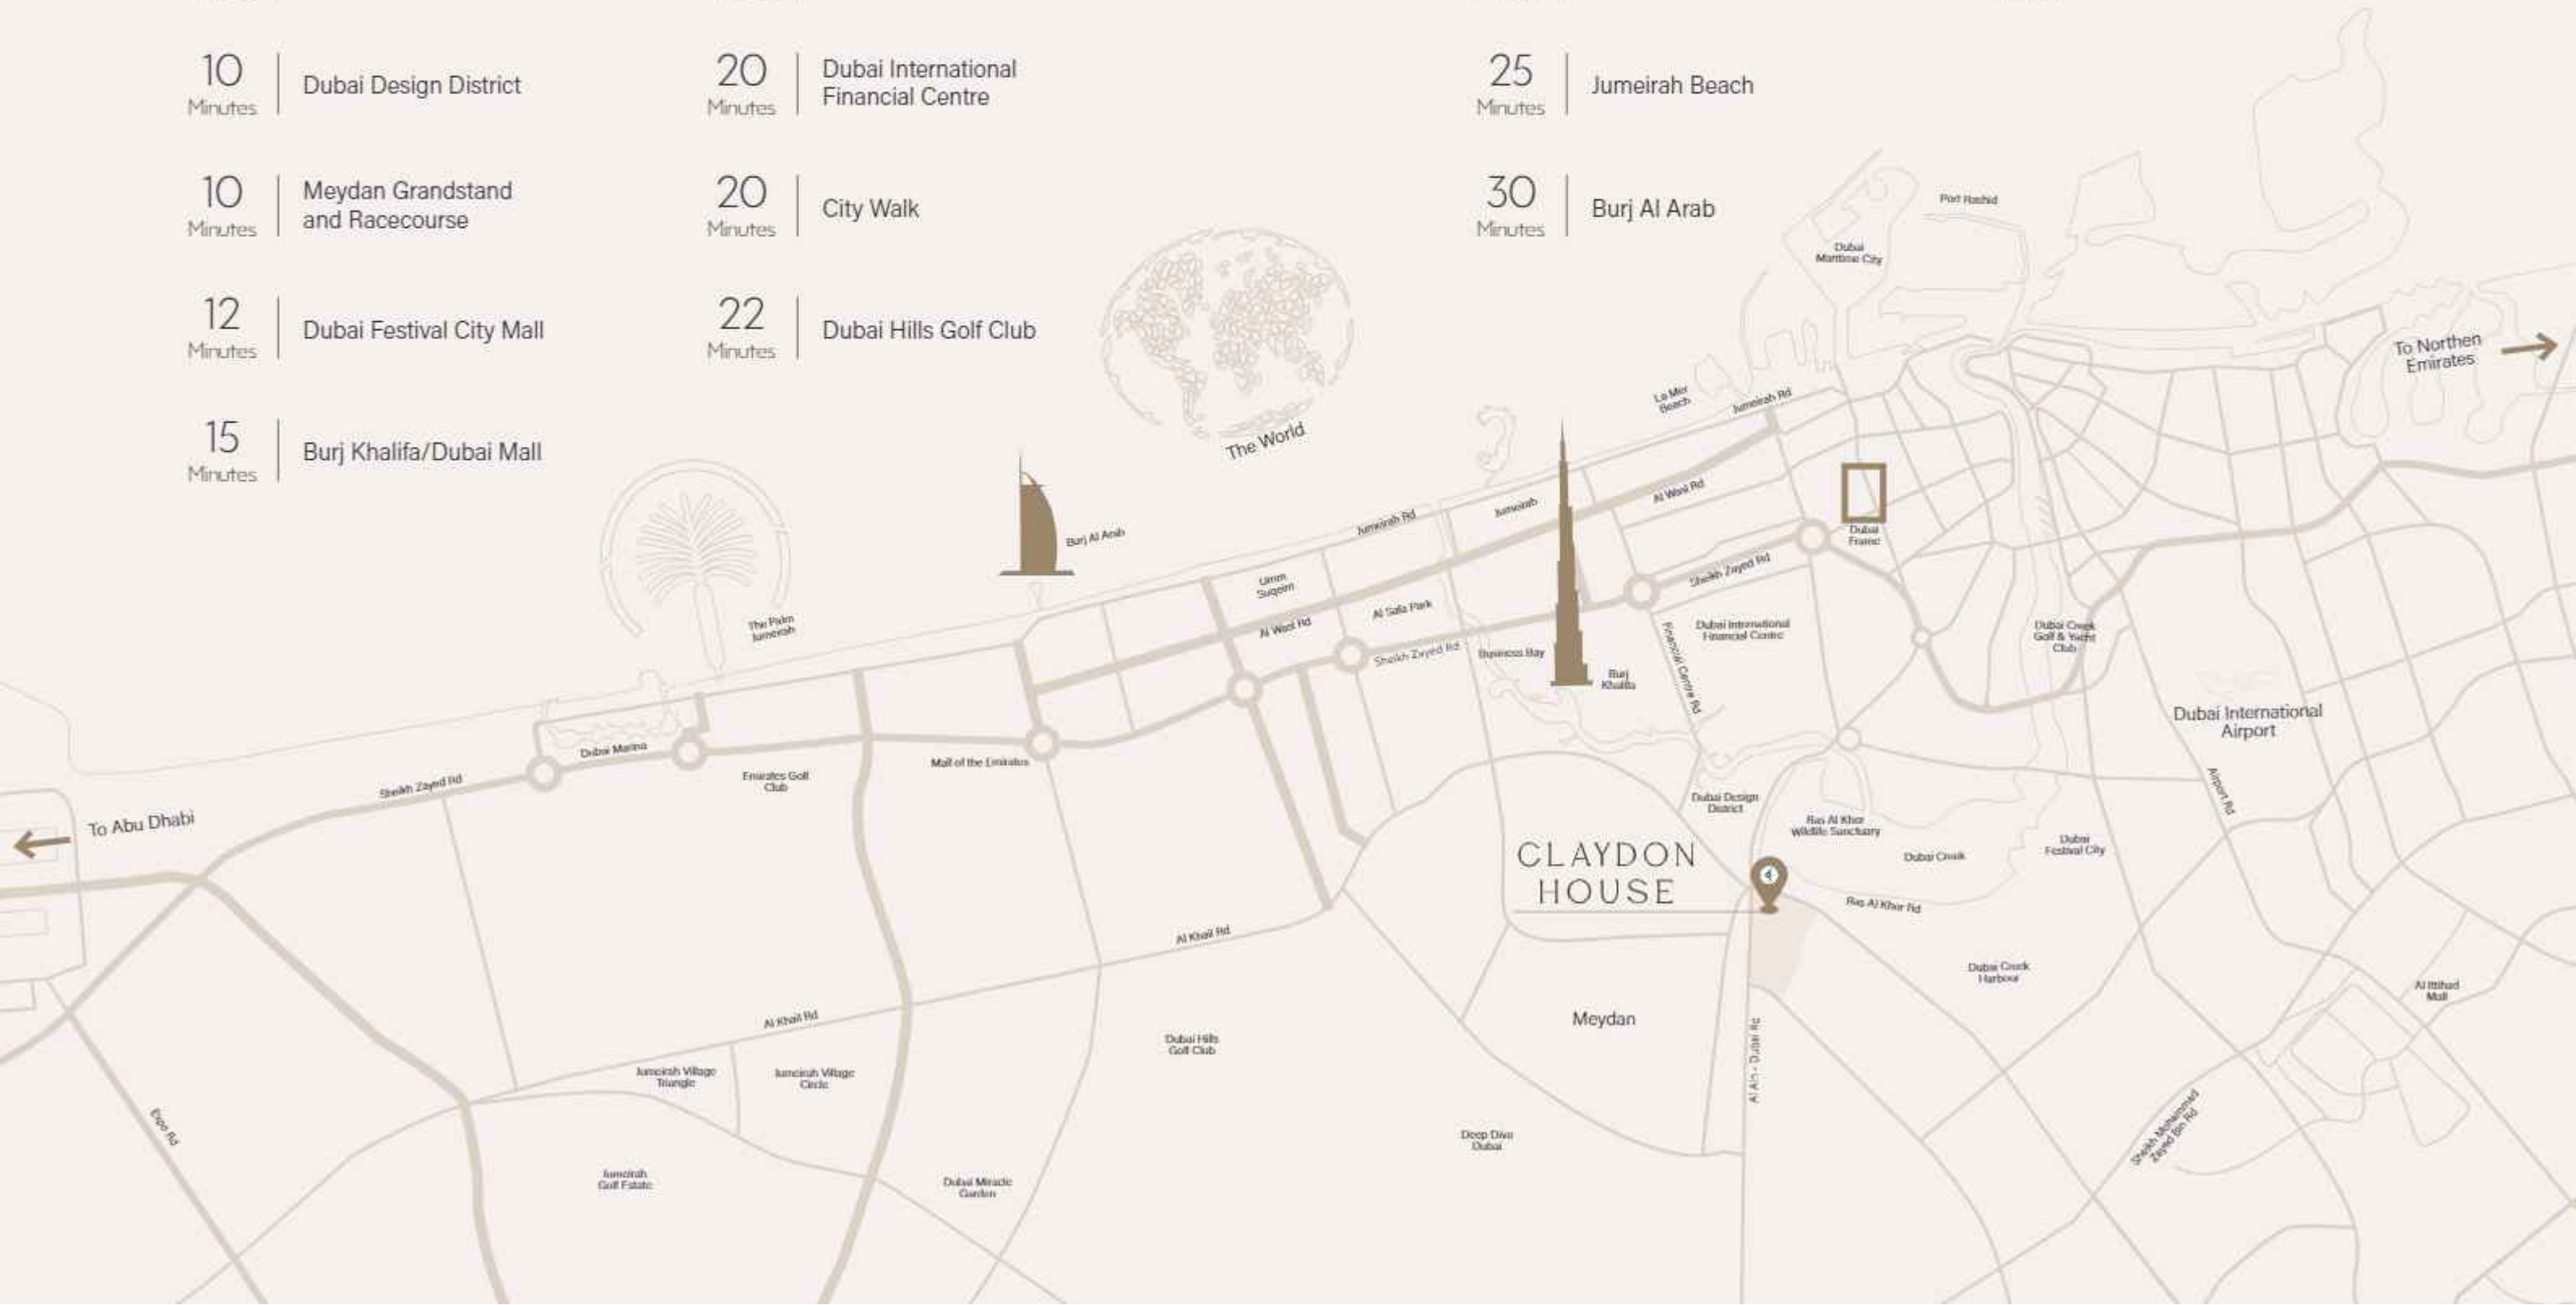 10
Minutes
Dubai Design District
10
Minutes
Meydan Grandstand
and Racecourse
12
Minutes
Dubai Festival City Mall
15
Minutes
Burj Khalifa/Dubai Mall
20
Minutes
Dubai International
Financial Centre
20
Minutes
City Walk
22
Minutes
Dubai Hills Golf Club
25
Minutes
Jumeirah Beach
30
Minutes
Burj Al Arab
Port Rashid
Dubai
Maritime City
To Northen
Emirates
La Mer
Beach
Jumeirah Rd
The World
Al Wasl Rd
Jumeirah
Jumeirah Rd
Burj Al Arab
Dubai
Frame
Sheikh Zayed Rd
Umm
Suqeim
Al Safa Park
Al Wasl Rd
The Palm
Jumeirah
Dubai International
Financial Centre
Dubai Creek
Golf & Yacht
Club
Sheikh Zayed Rd
Business Bay
Financial Centre Rd
Burj
Khalifa
Dubai International
Airport
Dubai Marina
Mall of the Emirates
Emirates Golf
Club
Sheikh Zayed Rd
To Abu Dhabi
Airport Rd
Dubai Design
District
Ras Al Khor
Wildlife Sanctuary
Dubai Creek
Dubai
Festival City
CLAYDON
HOUSE
Ras Al Khor Rd
Al Khail Rd
Dubai Creek
Harbour
Al Ittihad
Mall
Meydan
Al Khail Rd
Dubai Hills
Golf Club
Al Ain - Dubai Rd
Jumeirah Village
Triangle
Jumeirah Village
Circle
Expo Rd
Deep Dive
Dubai
Sheikh Mohammed
Zayed Bin Rd
Jumeirah
Golf Estate
Dubai Miracle
Garden